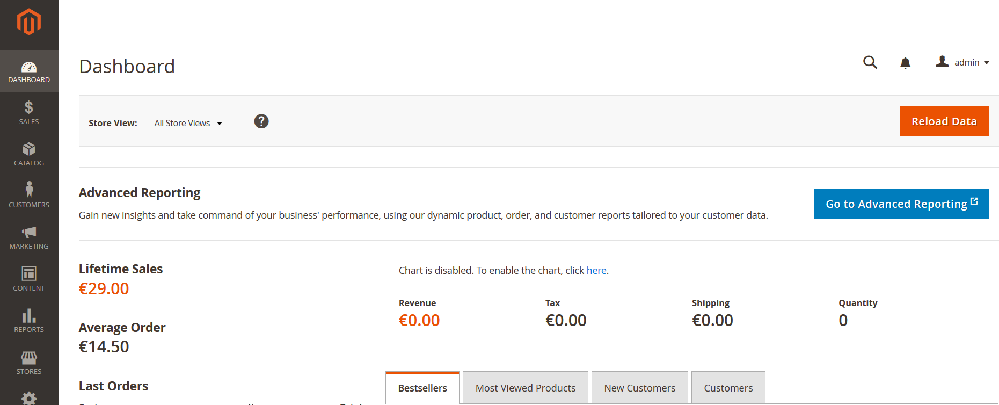 Dashboard
admin
DASHBOARD
SALES
CATALOG
CUSTOMERS
MARKETING
CONTENT
REPORTS
STORES
Store View: All Store Views ?
Reload Data
Advanced Reporting
Gain new insights and take command of your business' performance, using our dynamic product, order, and customer reports tailored to your customer data.
Go to Advanced Reporting
Lifetime Sales
€29.00
Average Order
€14.50
Last Orders
Chart is disabled. To enable the chart, click here.
Revenue
€0.00
Tax
€0.00
Shipping
€0.00
Quantity
0
Bestsellers
Most Viewed Products
New Customers
Customers